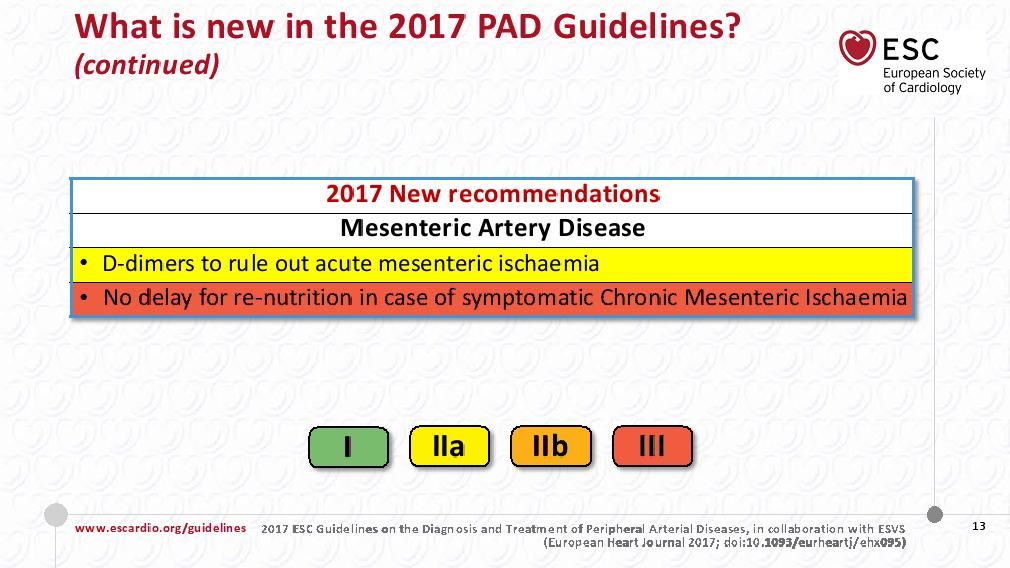 What is new in the 2017 PAD Guidelines?
(continued)
ESC
European Society
of Cardiology
2017 New recommendations
Mesenteric Artery Disease
• D-dimers to rule out acute mesenteric ischaemia
• No delay for re-nutrition in case of symptomatic Chronic Mesenteric Ischaemia
I
IIa
IIb
III
www.escardio.org/guidelines
2017 ESC Guidelines on the Diagnosis and Treatment of Peripheral Arterial Diseases, in collaboration with ESVS
(European Heart Journal 2017; doi:10.1093/eurheartj/ehx095)
13